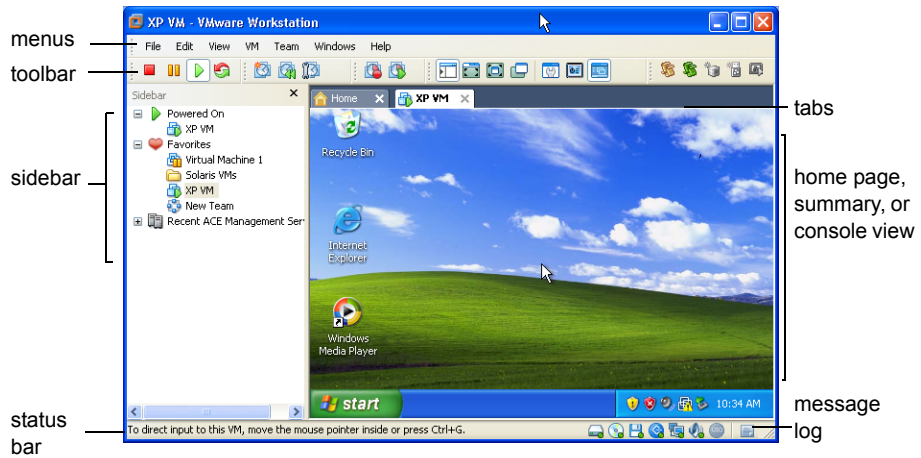 XP VM - VMware Workstation
menus
File Edit View VM Team Windows Help
toolbar
Sidebar
Home
XP VM
tabs
sidebar
Powered On
XP VM
Favorites
Virtual Machine 1
Solaris VMs
XP VM
New Team
Recent ACE Management Ser
Recycle Bin
Internet
Explorer
Windows
Media Player
home page,
summary, or
console view
start
10:34 AM
status
bar
To direct input to this VM, move the mouse pointer inside or press Ctrl+G.
message
log